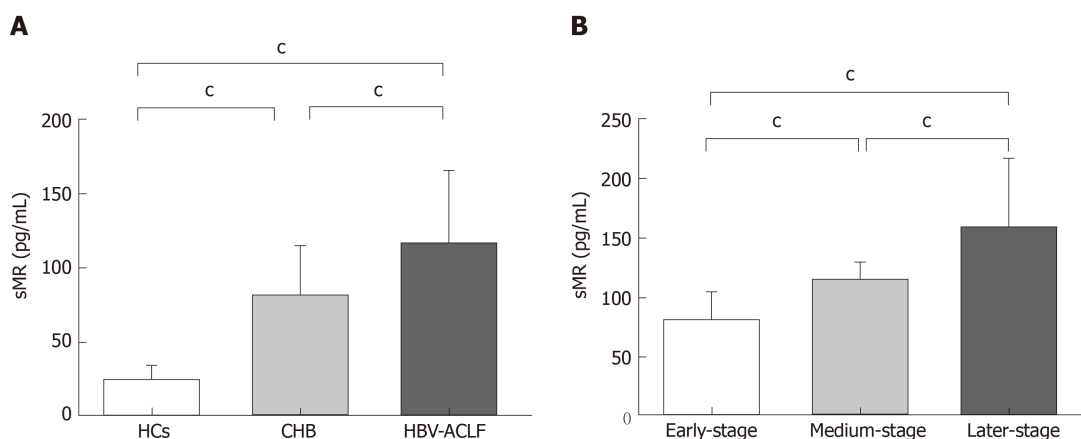 A
c
c
c
200
150
100
50
0
sMR (pg/mL)
HCs
CHB
HBV-ACLF
B
c
c
c
250
200
150
100
50
0
sMR (pg/mL)
Early-stage
Medium-stage
Later-stage